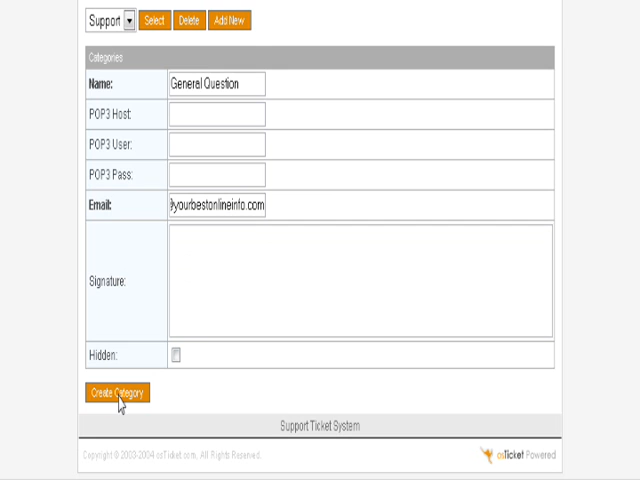 Support Select Delete Add New
Categories
Name: General Question
POP3 Host:
POP3 User:
POP3 Pass:
Email: @yourbestonlineinfo.com
Signature:
Hidden:
Create Category
Support Ticket System
Copyright © 2003-2004 osTicket.com. All Rights Reserved. osTicket Powered